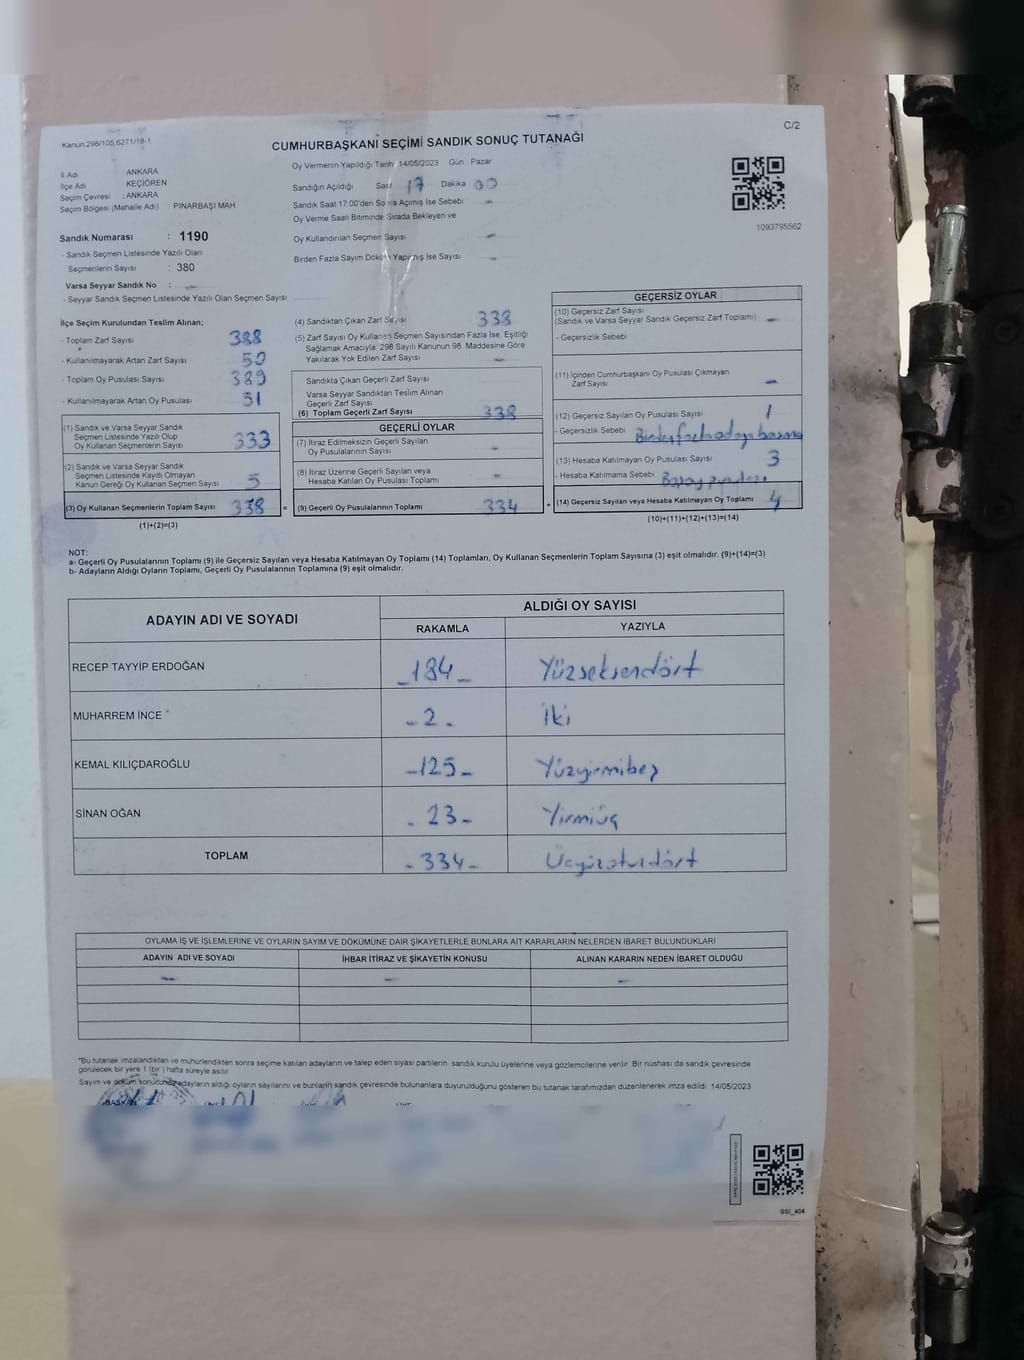 Kanun:298/105,6271/18-1
C/2
CUMHURBAŞKANI SEÇİMİ SANDIK SONUÇ TUTANAĞI
İl Adı ANKARA
İlçe Adı KEÇİÖREN
Seçim Çevresi : ANKARA
Seçim Bölgesi (Mahalle Adı) : PINARBAŞI MAH
Sandık Numarası : 1190
- Sandık Seçmen Listesinde Yazılı Olan
Seçmenlerin Sayısı : 380
Varsa Seyyar Sandık No : -
- Seyyar Sandık Seçmen Listesinde Yazılı Olan Seçmen Sayısı
Oy Vermenin Yapıldığı Tarih 14/05/2023 Gün Pazar
Sandığın Açıldığı Saat 17 Dakika 00
Sandık Saat 17:00'den Sonra Açılmış İse Sebebi -
Oy Verme Saati Bitiminde Sırada Bekleyen ve
Oy Kullandırılan Seçmen Sayısı -
Birden Fazla Sayım Döküm Yapılmış İse Sayısı -
1093795562
İlçe Seçim Kurulundan Teslim Alınan;
- Toplam Zarf Sayısı 388
- Kullanılmayarak Artan Zarf Sayısı 50
- Toplam Oy Pusulası Sayısı 389
- Kullanılmayarak Artan Oy Pusulası 51
(1) Sandık ve Varsa Seyyar Sandık
Seçmen Listesinde Yazılı Olup
Oy Kullanan Seçmenlerin Sayısı 333
(2) Sandık ve Varsa Seyyar Sandık
Seçmen Listesinde Kaydı Olmayan
Kanun Gereği Oy Kullanan Seçmen Sayısı 5
(3) Oy Kullanan Seçmenlerin Toplam Sayısı 338 =
(1)+(2)=(3)
(4) Sandıktan Çıkan Zarf Sayısı 338
(5) Zarf Sayısı Oy Kullanan Seçmen Sayısından Fazla İse, Eşitliği
Sağlamak Amacıyla, 298 Sayılı Kanunun 98. Maddesine Göre
Yakılarak Yok Edilen Zarf Sayısı -
Sandıkta Çıkan Geçerli Zarf Sayısı
Varsa Seyyar Sandıktan Teslim Alınan
Geçerli Zarf Sayısı
(6) Toplam Geçerli Zarf Sayısı 338
GEÇERLİ OYLAR
(7) İtiraz Edilmeksizin Geçerli Sayılan
Oy Pusulası Sayısı -
(8) İtiraz Üzerine Geçerli Sayılan veya
Hesaba Katılan Oy Pusulası Toplamı -
(9) Geçerli Oy Pusulalarının Toplamı 334 +
GEÇERSİZ OYLAR
(10) Geçersiz Zarf Sayısı
(Sandık ve Varsa Seyyar Sandık Geçersiz Zarf Toplamı) -
- Geçersizlik Sebebi
(11) İçinden Cumhurbaşkanı Oy Pusulası Çıkmayan
Zarf Sayısı -
(12) Geçersiz Sayılan Oy Pusulası Sayısı 1
- Geçersizlik Sebebi Birden fazla adaya basma
(13) Hesaba Katılmayan Oy Pusulası Sayısı 3
- Hesaba Katılmama Sebebi
(14) Geçersiz Sayılan veya Hesaba Katılmayan Oy Toplamı 4
(10)+(11)+(12)+(13)=(14)
NOT:
a- Geçerli Oy Pusulalarının Toplamı (9) ile Geçersiz Sayılan veya Hesaba Katılmayan Oy Toplamı (14) Toplamları, Oy Kullanan Seçmenlerin Toplam Sayısına (3) eşit olmalıdır. (9)+(14)=(3)
b- Adayların Aldığı Oyların Toplamı, Geçerli Oy Pusulalarının Toplamına (9) eşit olmalıdır.
ADAYIN ADI VE SOYADI
ALDIĞI OY SAYISI
RAKAMLA YAZIYLA
RECEP TAYYİP ERDOĞAN -184- Yüzseksendört
MUHARREM İNCE -2- İki
KEMAL KILIÇDAROĞLU -125- Yüzyirmibeş
SİNAN OĞAN -23- Yirmiüç
TOPLAM -334- Üçyüzotuzdört
OYLAMA İŞ VE İŞLEMLERİNE VE OYLARIN SAYIM VE DÖKÜMÜNE DAİR ŞİKAYETLERLE BUNLARA AİT KARARLARIN NELERDEN İBARET BULUNDUKLARI
ADAYIN ADI VE SOYADI İHBAR İTİRAZ VE ŞİKAYETİN KONUSU ALINAN KARARIN NEDEN İBARET OLDUĞU
- - -
*Bu tutanak imzalandıktan ve mühürlendikten sonra seçime katılan adayların ve talep eden siyasi partilerin sandık kurulu üyelerine veya gözlemcilerine verilir. Bir nüshası da sandık çevresinde
görülecek bir yere 1 (bir) hafta süreyle asılır
Sayım ve döküm sonucunda adayların aldığı oyların sayılarını ve bunların sandık çevresinde bulunanlara duyurulduğunu gösteren bu tutanak tarafımızdan düzenlenerek imza edildi. 14/05/2023
BAŞKAN
SSİ_404